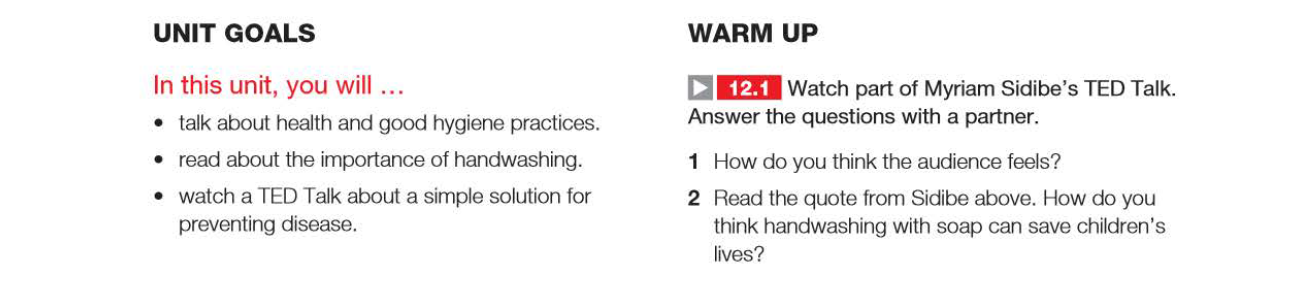 UNIT GOALS
In this unit, you will …
• talk about health and good hygiene practices.
• read about the importance of handwashing.
• watch a TED Talk about a simple solution for
preventing disease.
WARM UP
12.1 Watch part of Myriam Sidibe’s TED Talk.
Answer the questions with a partner.
1 How do you think the audience feels?
2 Read the quote from Sidibe above. How do you
think handwashing with soap can save children’s
lives?